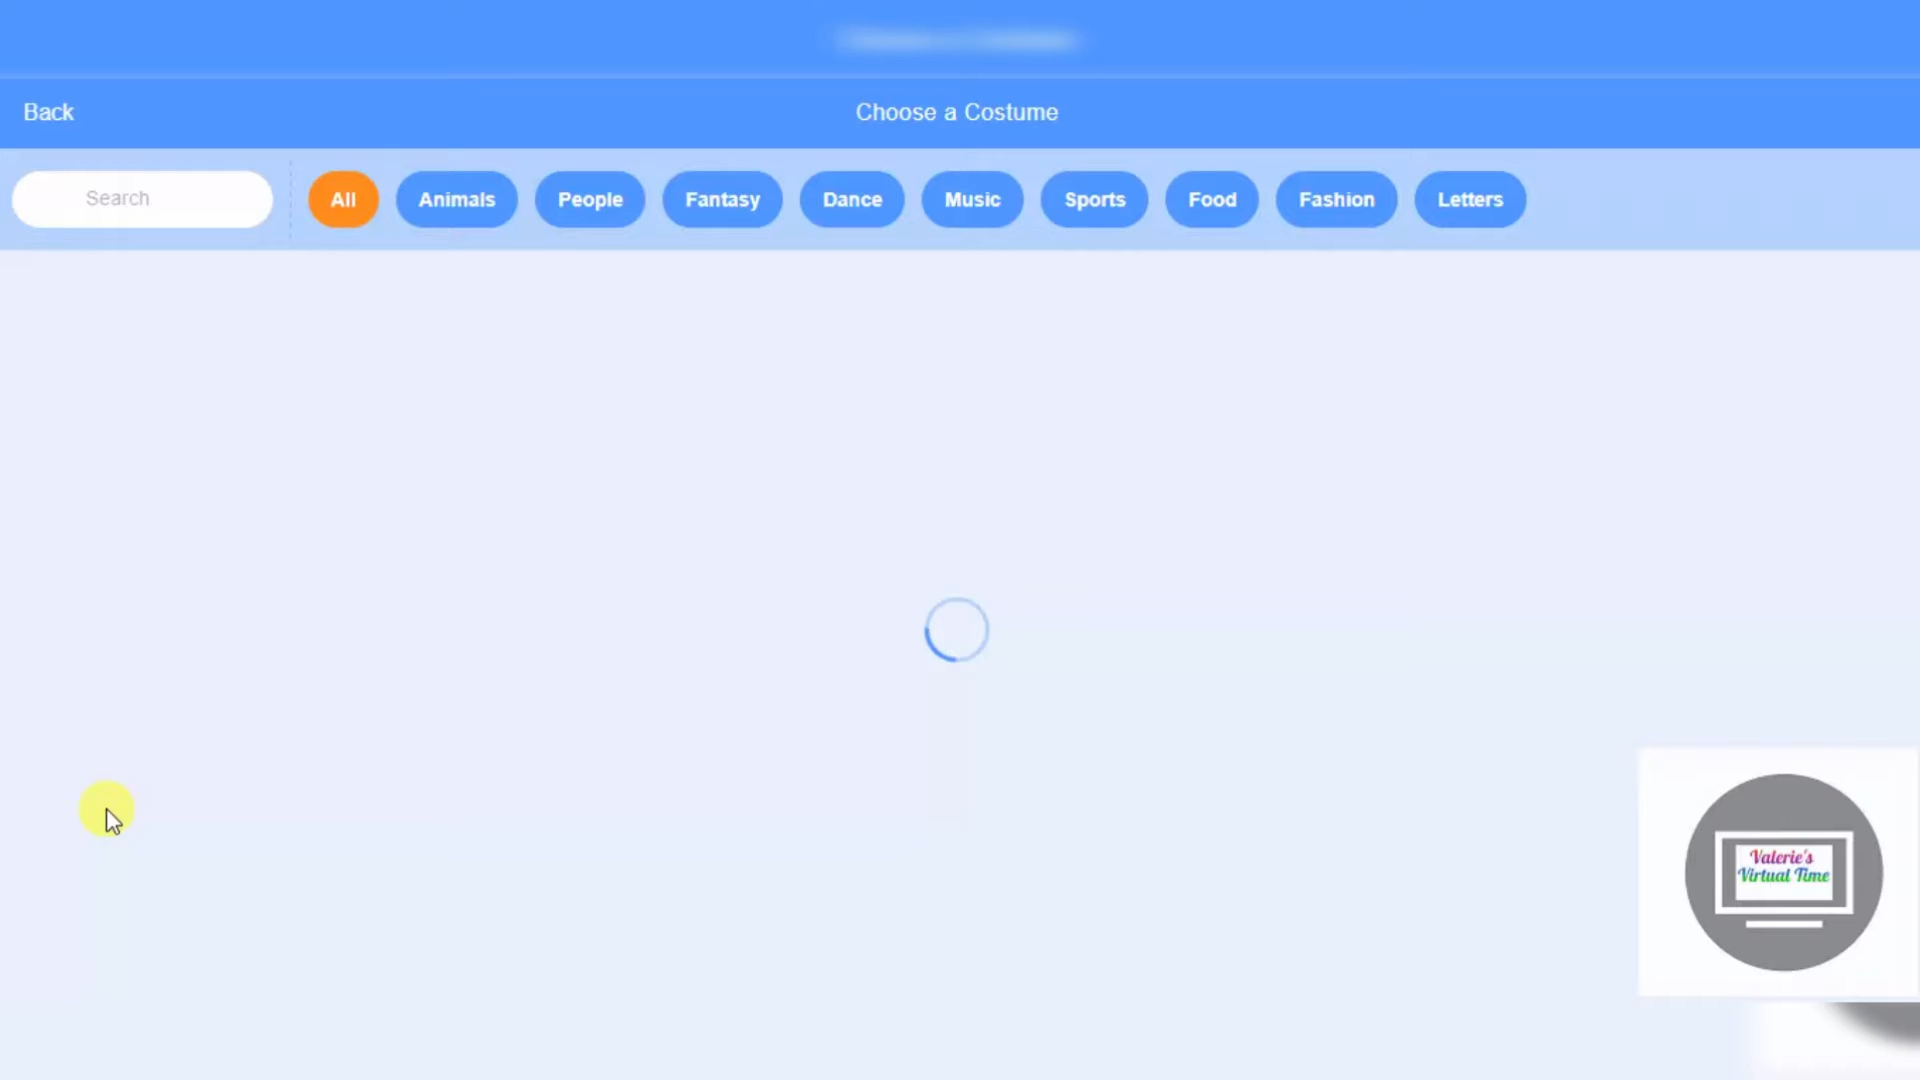 Back
Choose a Costume
Search
All
Animals
People
Fantasy
Dance
Music
Sports
Food
Fashion
Letters
Valerie's
Virtual Time